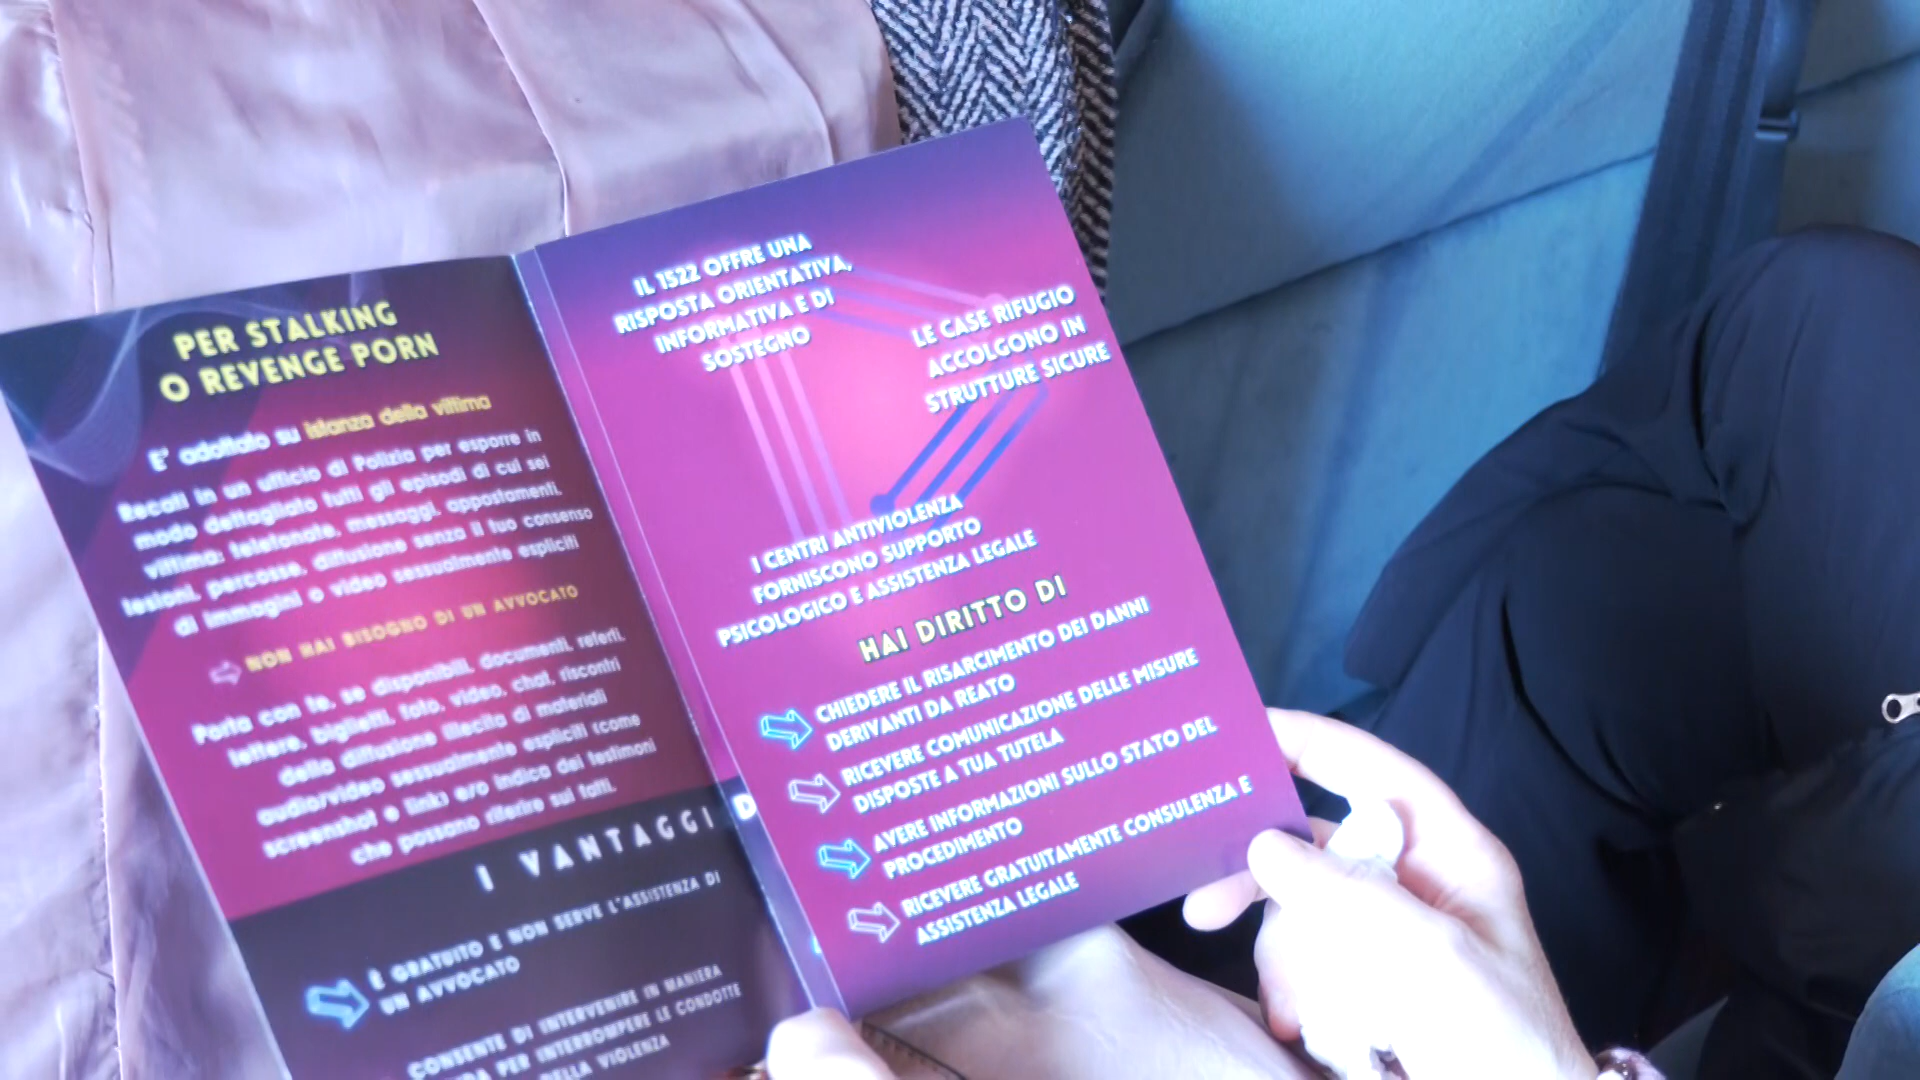 PER STALKING
O REVENGE PORN
E' adottato su istanza della vittima
Recati in un ufficio di Polizia per esporre in
modo dettagliato tutti gli episodi di cui sei
vittima: telefonate, messaggi, appostamenti,
lesioni, percosse, diffusione senza il tuo consenso
di immagini o video sessualmente espliciti
NON HAI BISOGNO DI UN AVVOCATO
Porta con te, se disponibili, documenti, referti,
lettere, biglietti, foto, video, chat, riscontri
della diffusione illecita di materiali
audio/video sessualmente espliciti (come
screenshot e link) e/o indica dei testimoni
che possano riferire sui fatti.
I VANTAGGI
È GRATUITO E NON SERVE L'ASSISTENZA DI
UN AVVOCATO
CONSENTE DI INTERVENIRE IN MANIERA
PER INTERROMPERE LE CONDOTTE
DELLA VIOLENZA
IL 1522 OFFRE UNA
RISPOSTA ORIENTATIVA,
INFORMATIVA E DI
SOSTEGNO
LE CASE RIFUGIO
ACCOLGONO IN
STRUTTURE SICURE
I CENTRI ANTIVIOLENZA
FORNISCONO SUPPORTO
PSICOLOGICO E ASSISTENZA LEGALE
HAI DIRITTO DI
CHIEDERE IL RISARCIMENTO DEI DANNI
DERIVANTI DA REATO
RICEVERE COMUNICAZIONE DELLE MISURE
DISPOSTE A TUA TUTELA
AVERE INFORMAZIONI SULLO STATO DEL
PROCEDIMENTO
RICEVERE GRATUITAMENTE CONSULENZA E
ASSISTENZA LEGALE